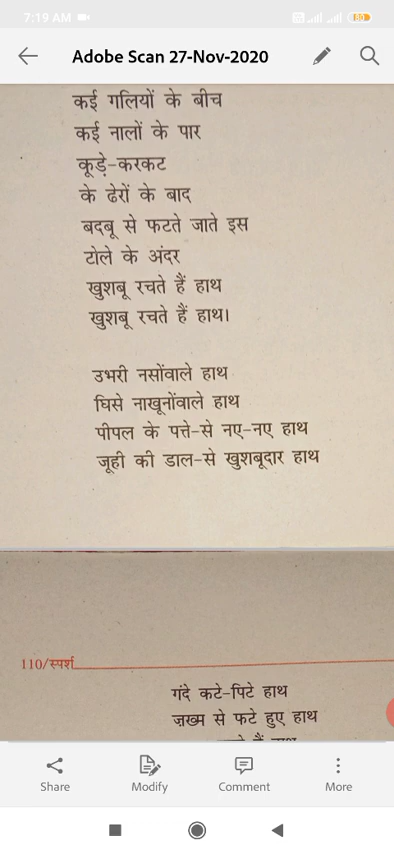 7:19 AM
80
Adobe Scan 27-Nov-2020
कई गलियों के बीच
कई नालों के पार
कूड़े-करकट
के ढेरों के बाद
बदबू से फटते जाते इस
टोले के अंदर
खुशबू रचते हैं हाथ
खुशबू रचते हैं हाथ।
उभरी नसोंवाले हाथ
घिसे नाखूनोंवाले हाथ
पीपल के पत्ते-से नए-नए हाथ
जूही की डाल-से खुशबूदार हाथ
110/स्पर्श
गंदे कटे-पिटे हाथ
ज़ख्म से फटे हुए हाथ
Share
Modify
Comment
More